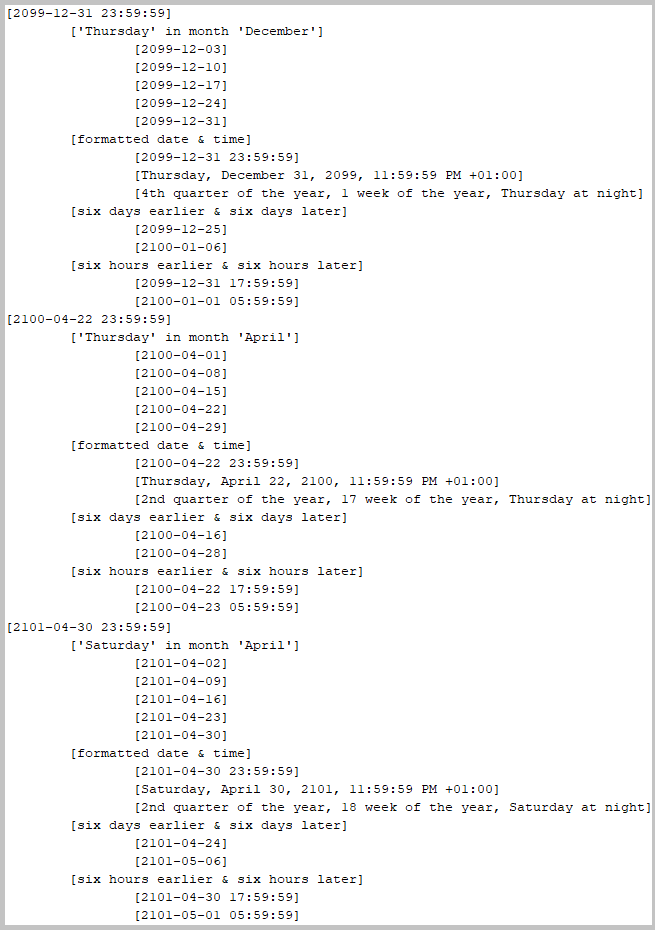 [2099-12-31 23:59:59]
['Thursday' in month 'December']
[2099-12-03]
[2099-12-10]
[2099-12-17]
[2099-12-24]
[2099-12-31]
[formatted date & time]
[2099-12-31 23:59:59]
[Thursday, December 31, 2099, 11:59:59 PM +01:00]
[4th quarter of the year, 1 week of the year, Thursday at night]
[six days earlier & six days later]
[2099-12-25]
[2100-01-06]
[six hours earlier & six hours later]
[2099-12-31 17:59:59]
[2100-01-01 05:59:59]
[2100-04-22 23:59:59]
['Thursday' in month 'April']
[2100-04-01]
[2100-04-08]
[2100-04-15]
[2100-04-22]
[2100-04-29]
[formatted date & time]
[2100-04-22 23:59:59]
[Thursday, April 22, 2100, 11:59:59 PM +01:00]
[2nd quarter of the year, 17 week of the year, Thursday at night]
[six days earlier & six days later]
[2100-04-16]
[2100-04-28]
[six hours earlier & six hours later]
[2100-04-22 17:59:59]
[2100-04-23 05:59:59]
[2101-04-30 23:59:59]
['Saturday' in month 'April']
[2101-04-02]
[2101-04-09]
[2101-04-16]
[2101-04-23]
[2101-04-30]
[formatted date & time]
[2101-04-30 23:59:59]
[Saturday, April 30, 2101, 11:59:59 PM +01:00]
[2nd quarter of the year, 18 week of the year, Saturday at night]
[six days earlier & six days later]
[2101-04-24]
[2101-05-06]
[six hours earlier & six hours later]
[2101-04-30 17:59:59]
[2101-05-01 05:59:59]